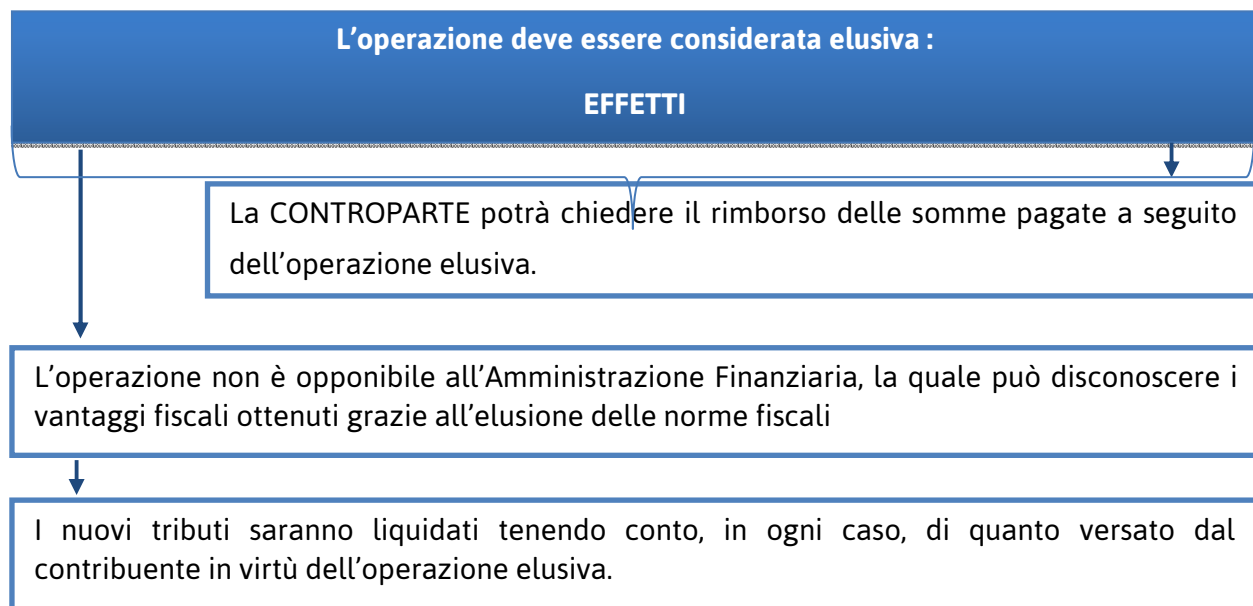 L’operazione deve essere considerata elusiva :
EFFETTI
La CONTROPARTE potrà chiedere il rimborso delle somme pagate a seguito
dell’operazione elusiva.
L’operazione non è opponibile all’Amministrazione Finanziaria, la quale può disconoscere i
vantaggi fiscali ottenuti grazie all’elusione delle norme fiscali
I nuovi tributi saranno liquidati tenendo conto, in ogni caso, di quanto versato dal
contribuente in virtù dell’operazione elusiva.